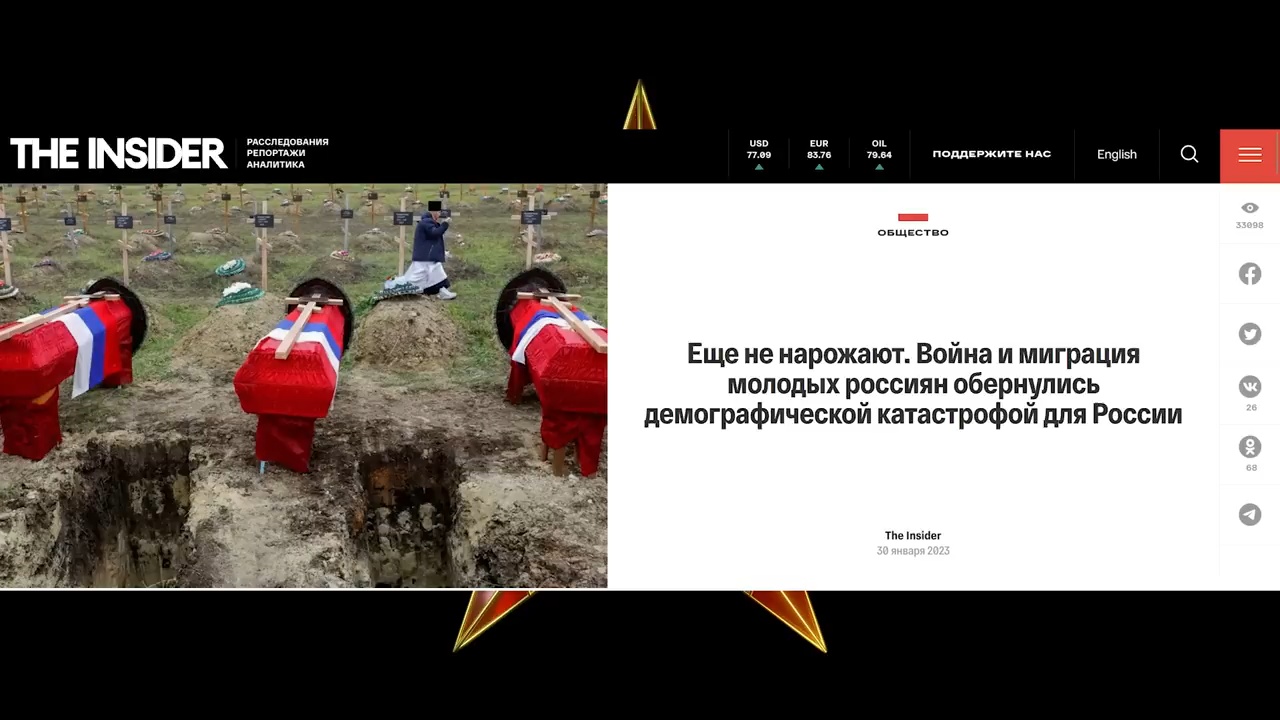 THE INSIDER
РАССЛЕДОВАНИЯ
РЕПОРТАЖИ
АНАЛИТИКА
USD
77.09
EUR
83.76
OIL
79.64
ПОДДЕРЖИТЕ НАС
English
33098
ОБЩЕСТВО
Еще не нарожают. Война и миграция
молодых россиян обернулись
демографической катастрофой для России
26
68
The Insider
30 января 2023